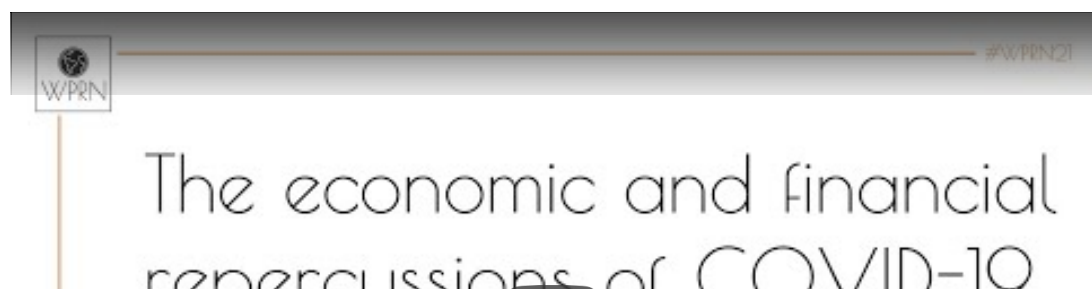 #WPRN21
WPRN
The economic and financial
repercussions of COVID-19